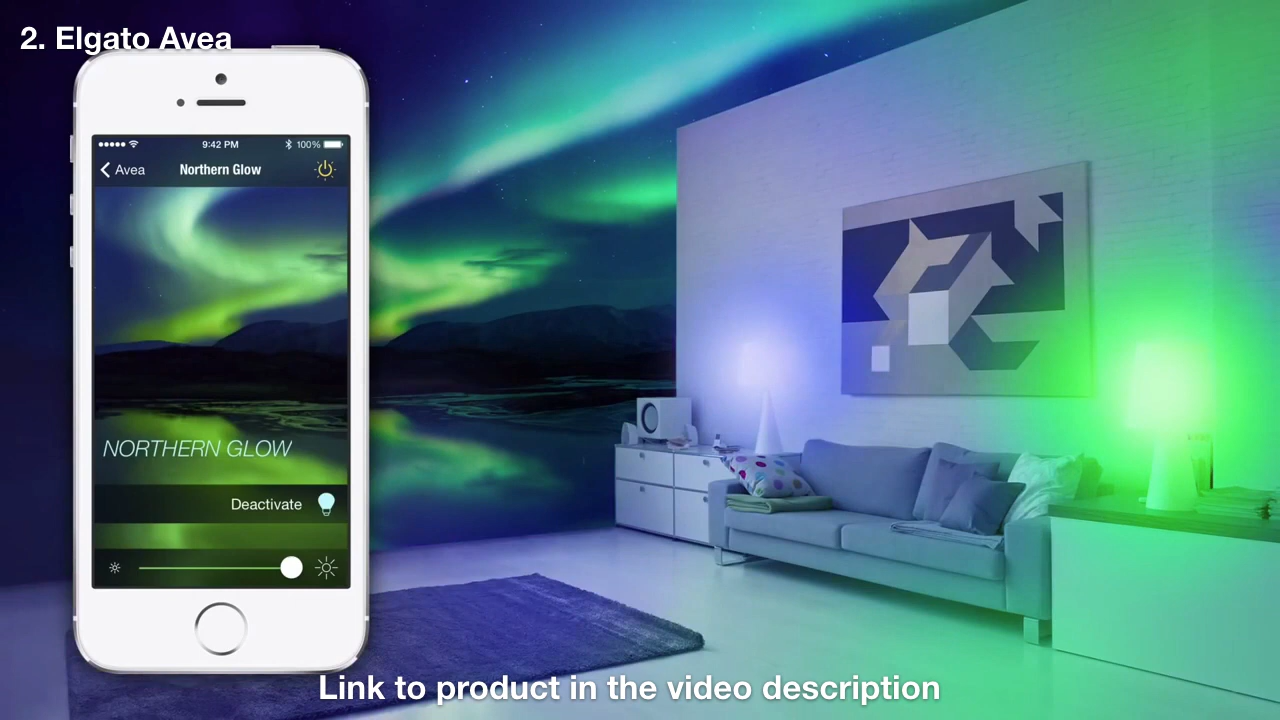 2. Elgato Avea
9:42 PM
100%
Avea
Northern Glow
NORTHERN GLOW
Deactivate
Link to product in the video description